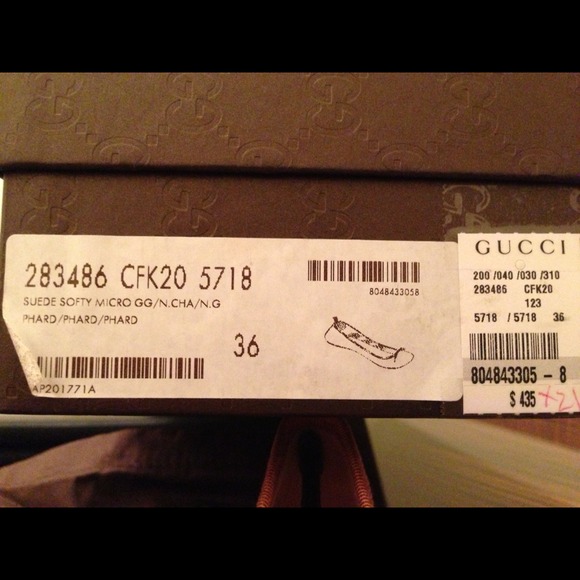 283486 CFK20 5718
SUEDE SOFTY MICRO GG/N.CHA/N.G
PHARD/PHARD/PHARD
8048433058
36
AP201771A
GUCCI
200 /040 /030 /310
283486 CFK20
123
5718 / 5718 36
804843305 - 8
$ 435